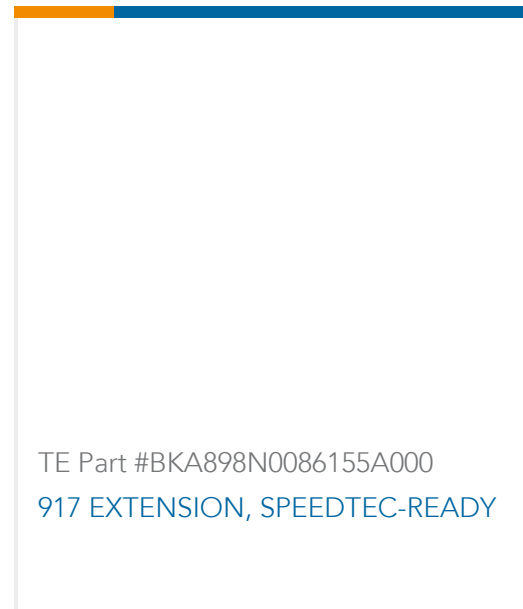 TE Part #BKA898N0086155A000
917 EXTENSION, SPEEDTEC-READY